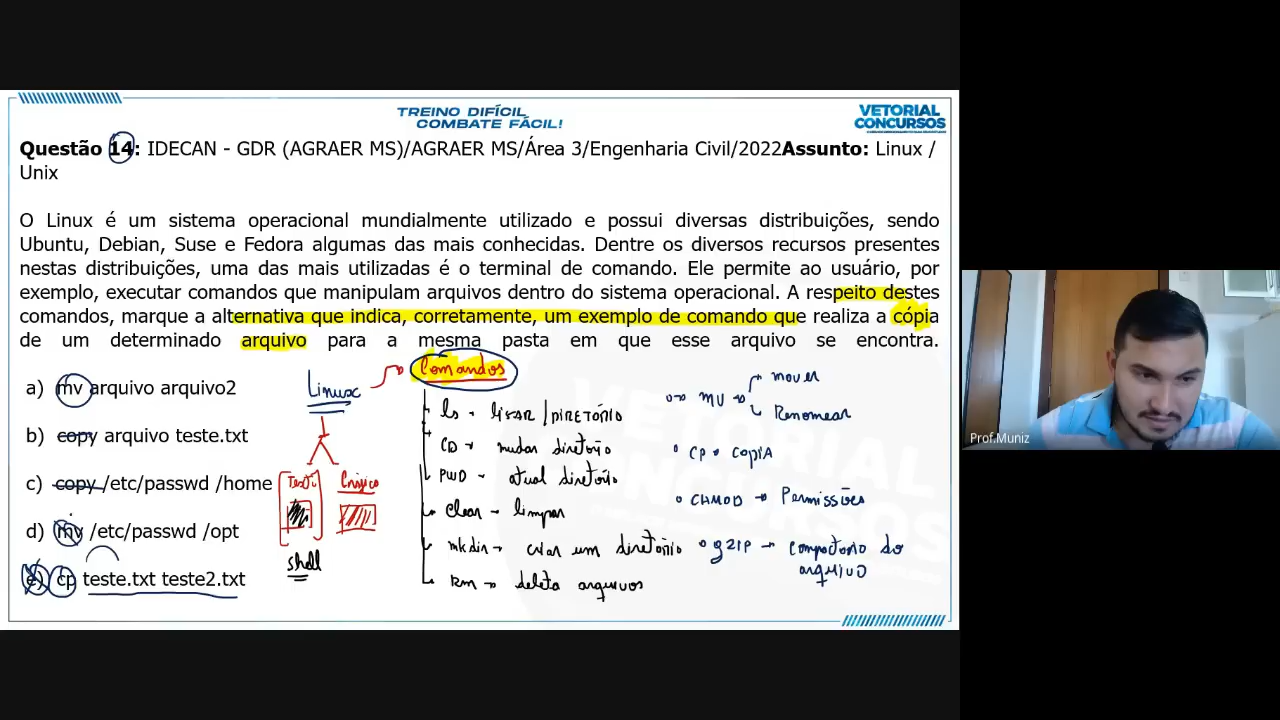 TREINO DIFÍCIL
COMBATE FÁCIL!
VETORIAL
CONCURSOS
Questão 14: IDECAN - GDR (AGRAER MS)/AGRAER MS/Área 3/Engenharia Civil/2022Assunto: Linux /
Unix
O Linux é um sistema operacional mundialmente utilizado e possui diversas distribuições, sendo
Ubuntu, Debian, Suse e Fedora algumas das mais conhecidas. Dentre os diversos recursos presentes
nestas distribuições, uma das mais utilizadas é o terminal de comando. Ele permite ao usuário, por
exemplo, executar comandos que manipulam arquivos dentro do sistema operacional. A respeito destes
comandos, marque a alternativa que indica, corretamente, um exemplo de comando que realiza a cópia
de um determinado arquivo para a mesma pasta em que esse arquivo se encontra.
a) mv arquivo arquivo2
b) copy arquivo teste.txt
c) copy /etc/passwd /home
d) mv /etc/passwd /opt
e) cp teste.txt teste2.txt
Linux
shell
Comandos
ls - lisar / DIRETÓRIO
CD mudar diretório
PWD atual diretório
Clear limpar
mkdir criar um diretório
RM deleta arquivos
MV mover
Renomear
CP copiA
CHMOD Permissões
gZIP compactação do
arquivo
Prof.Muniz